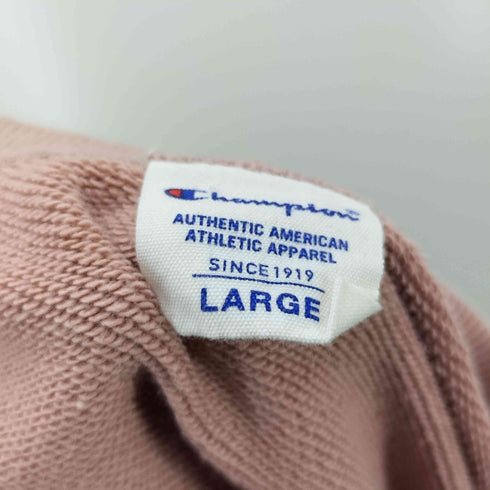 Champion
AUTHENTIC AMERICAN
ATHLETIC APPAREL
SINCE 1919
LARGE